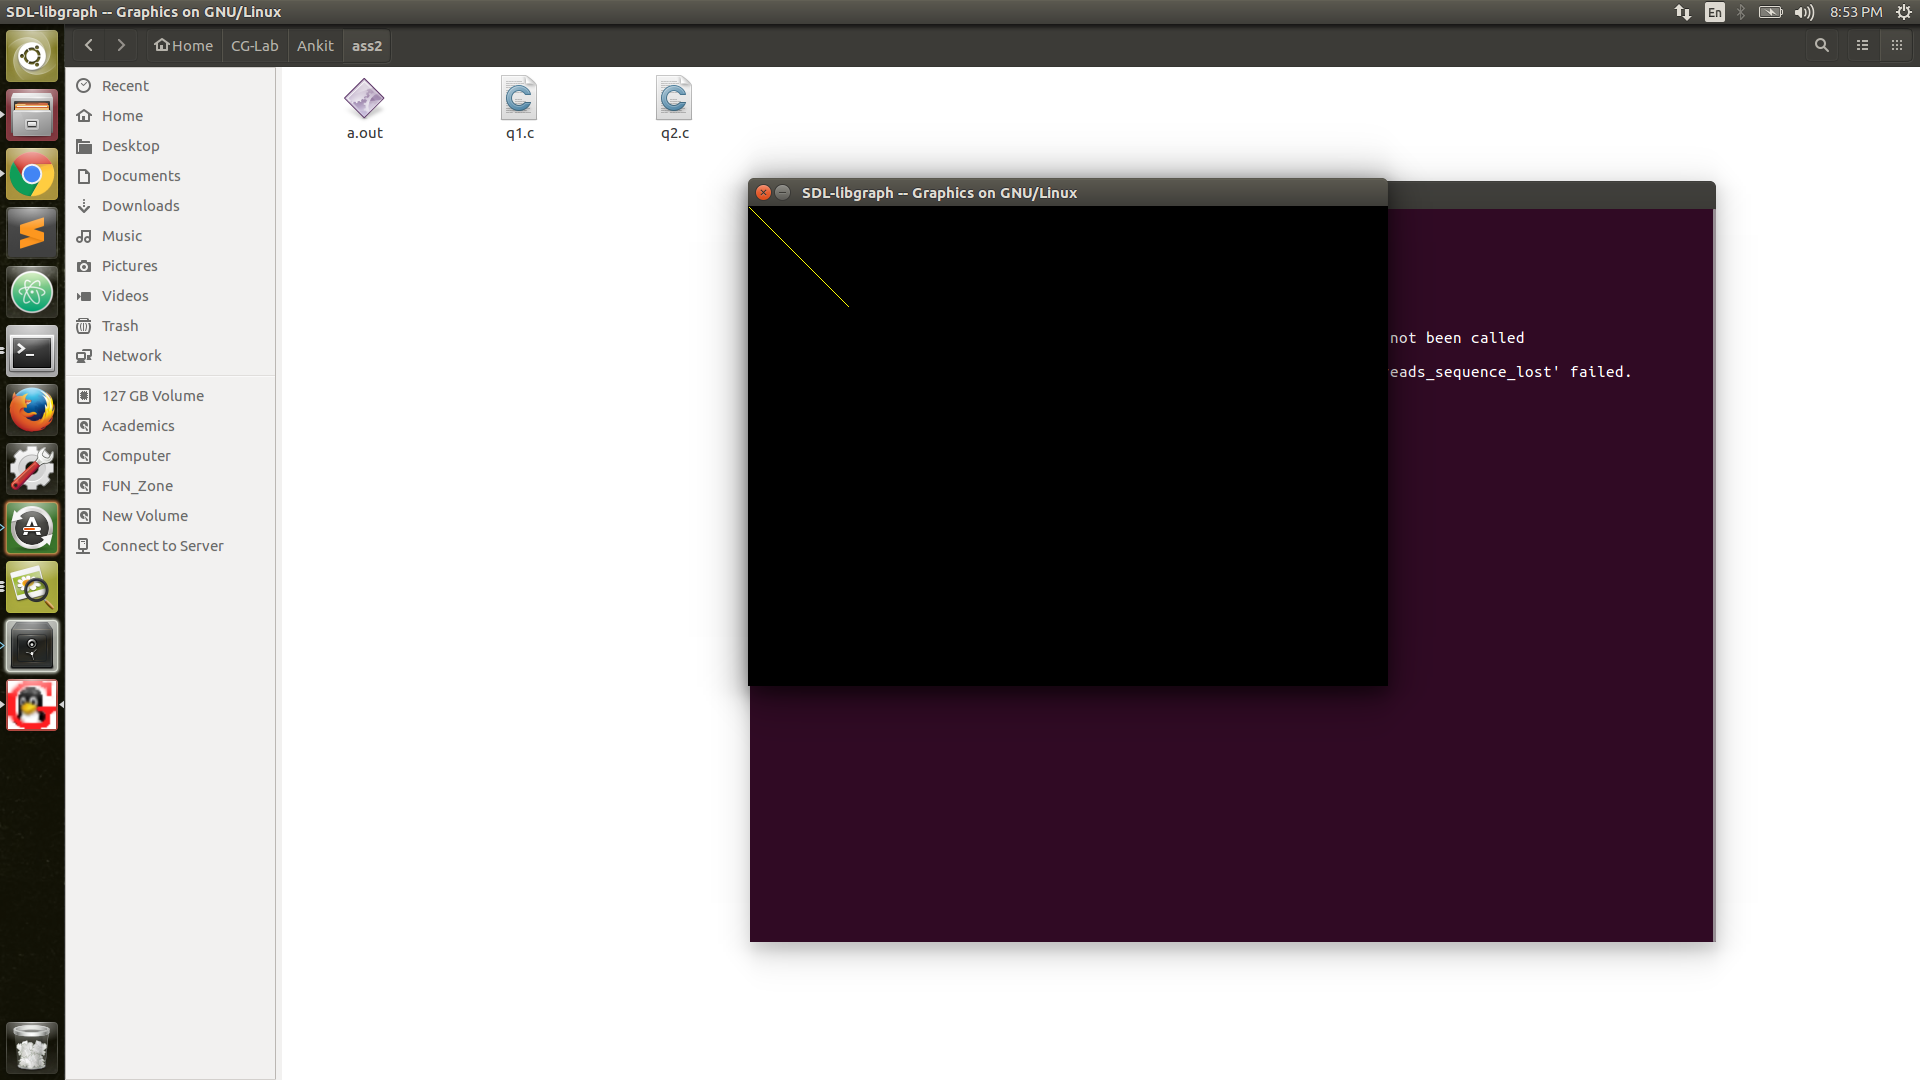 SDL-libgraph -- Graphics on GNU/Linux
En
8:53 PM
Home
CG-Lab
Ankit
ass2
Recent
Home
Desktop
Documents
Downloads
Music
Pictures
Videos
Trash
Network
127 GB Volume
Academics
Computer
FUN_Zone
New Volume
Connect to Server
a.out
q1.c
q2.c
SDL-libgraph -- Graphics on GNU/Linux
not been called
eads_sequence_lost' failed.